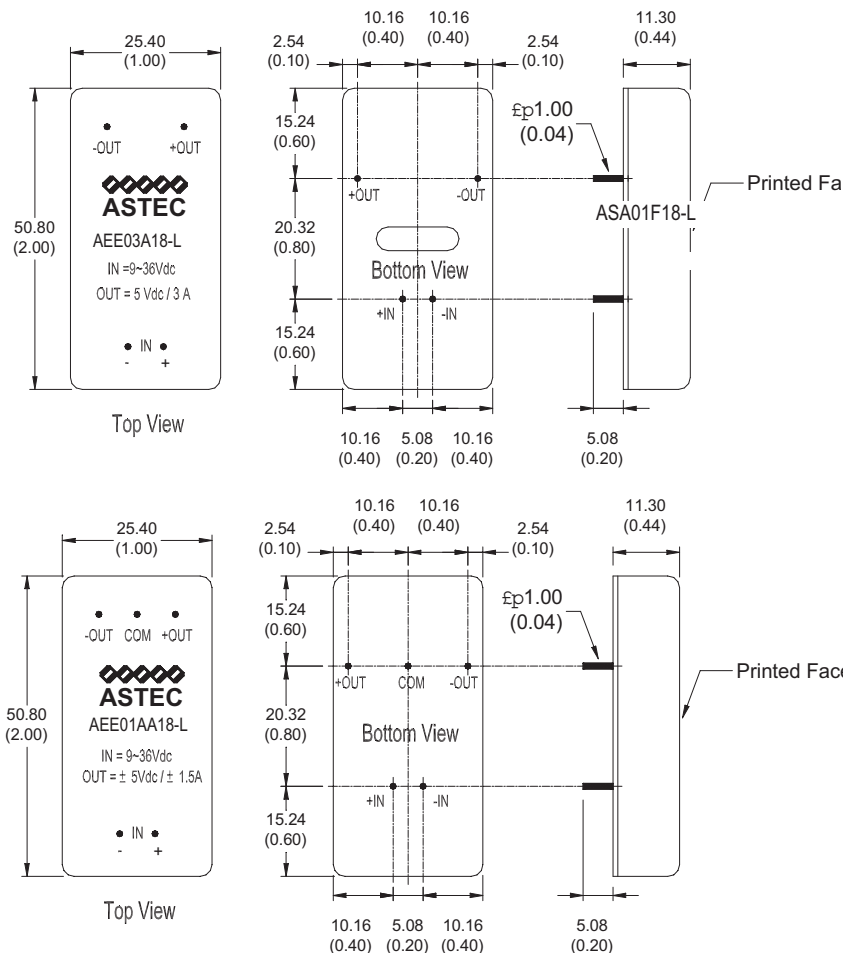 10.16 10.16 11.30
(0.40) (0.40) (0.44)
25.40 2.54 2.54
(1.00) (0.10) (0.10)
15.24
(0.60)
£p1.00
(0.04)
-OUT +OUT
+OUT -OUT
Printed Fa
ASTEC
ASA01F18-L
50.80
(2.00)
20.32
(0.80)
AEE03A18-L
IN =9~36Vdc
OUT = 5 Vdc / 3 A
Bottom View
+IN -IN
15.24
(0.60)
IN
- +
Top View
10.16 5.08 10.16 5.08
(0.40) (0.20) (0.40) (0.20)
10.16 10.16 11.30
(0.40) (0.40) (0.44)
25.40 2.54 2.54
(1.00) (0.10) (0.10)
15.24
(0.60)
£p1.00
(0.04)
-OUT COM +OUT
+OUT COM -OUT
Printed Face
ASTEC
50.80
(2.00)
20.32
(0.80)
AEE01AA18-L
Bottom View
IN = 9~36Vdc
OUT = ± 5Vdc / ± 1.5A
+IN -IN
15.24
(0.60)
IN
- +
Top View
10.16 5.08 10.16 5.08
(0.40) (0.20) (0.40) (0.20)